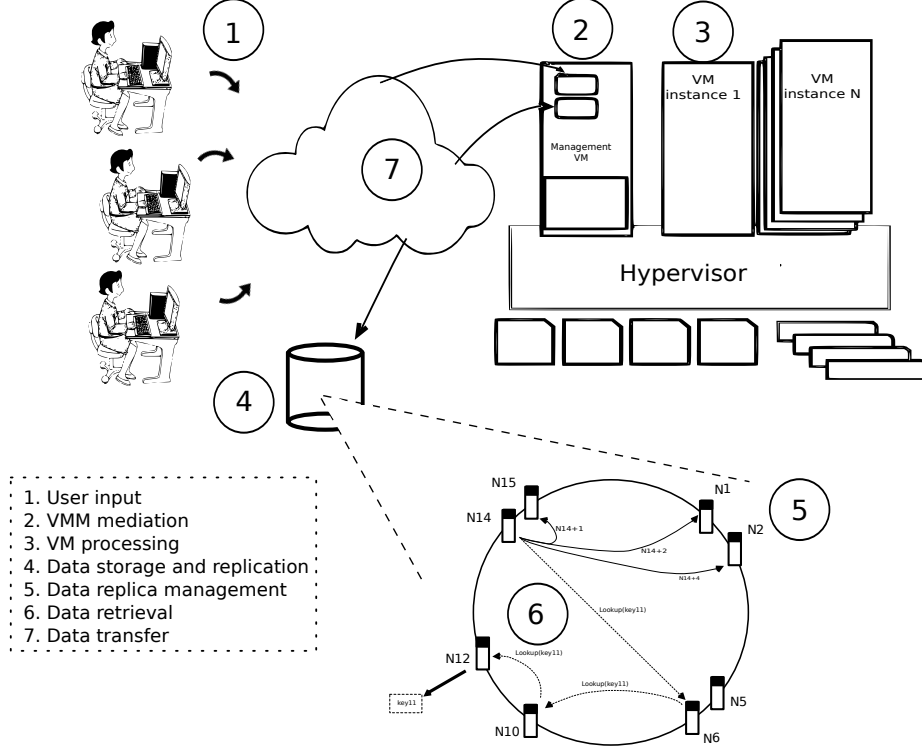 1
2
3
VM
instance 1
VM
instance N
Management
VM
7
Hypervisor
4
1. User input
2. VMM mediation
3. VM processing
4. Data storage and replication
5. Data replica management
6. Data retrieval
7. Data transfer
5
N15
N1
N14
N2
N14+1
N14+2
N14+4
6
Lookup(key11)
Lookup(key11)
N12
Lookup(key11)
key11
N5
N10
N6